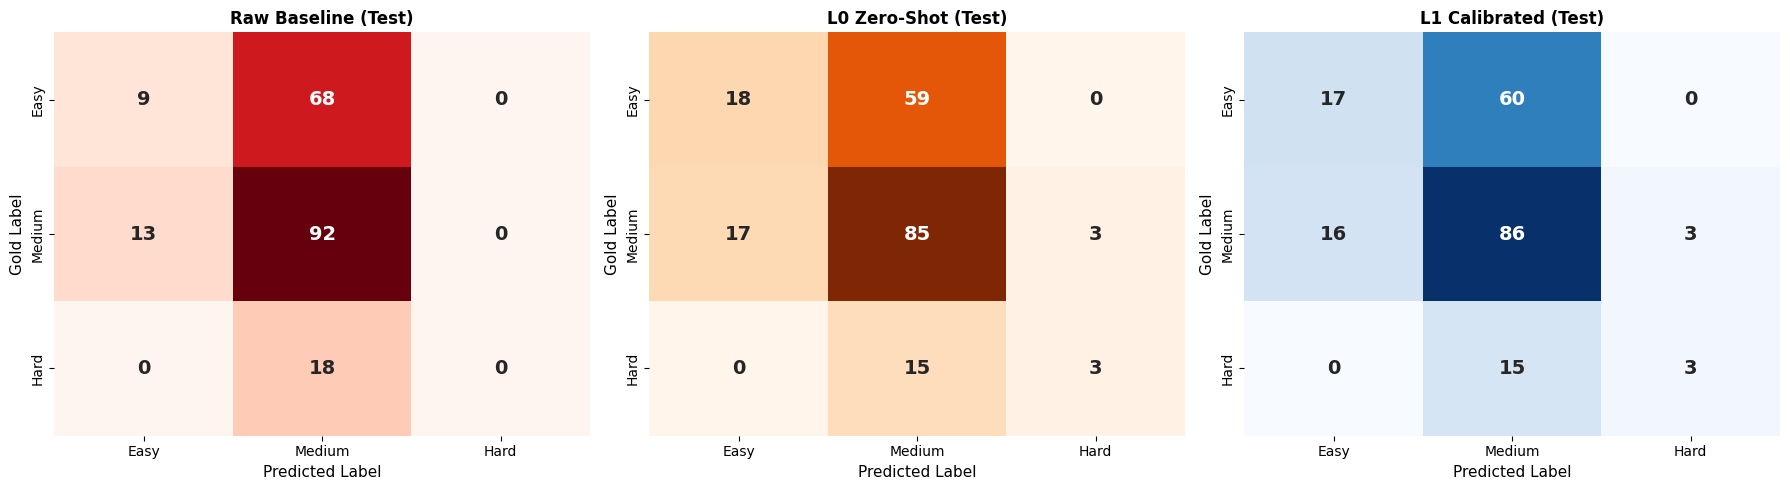 Raw Baseline (Test)
Gold Label
Easy
Medium
Hard
9 68 0
13 92 0
0 18 0
Easy Medium Hard
Predicted Label
L0 Zero-Shot (Test)
Gold Label
Easy
Medium
Hard
18 59 0
17 85 3
0 15 3
Easy Medium Hard
Predicted Label
L1 Calibrated (Test)
Gold Label
Easy
Medium
Hard
17 60 0
16 86 3
0 15 3
Easy Medium Hard
Predicted Label